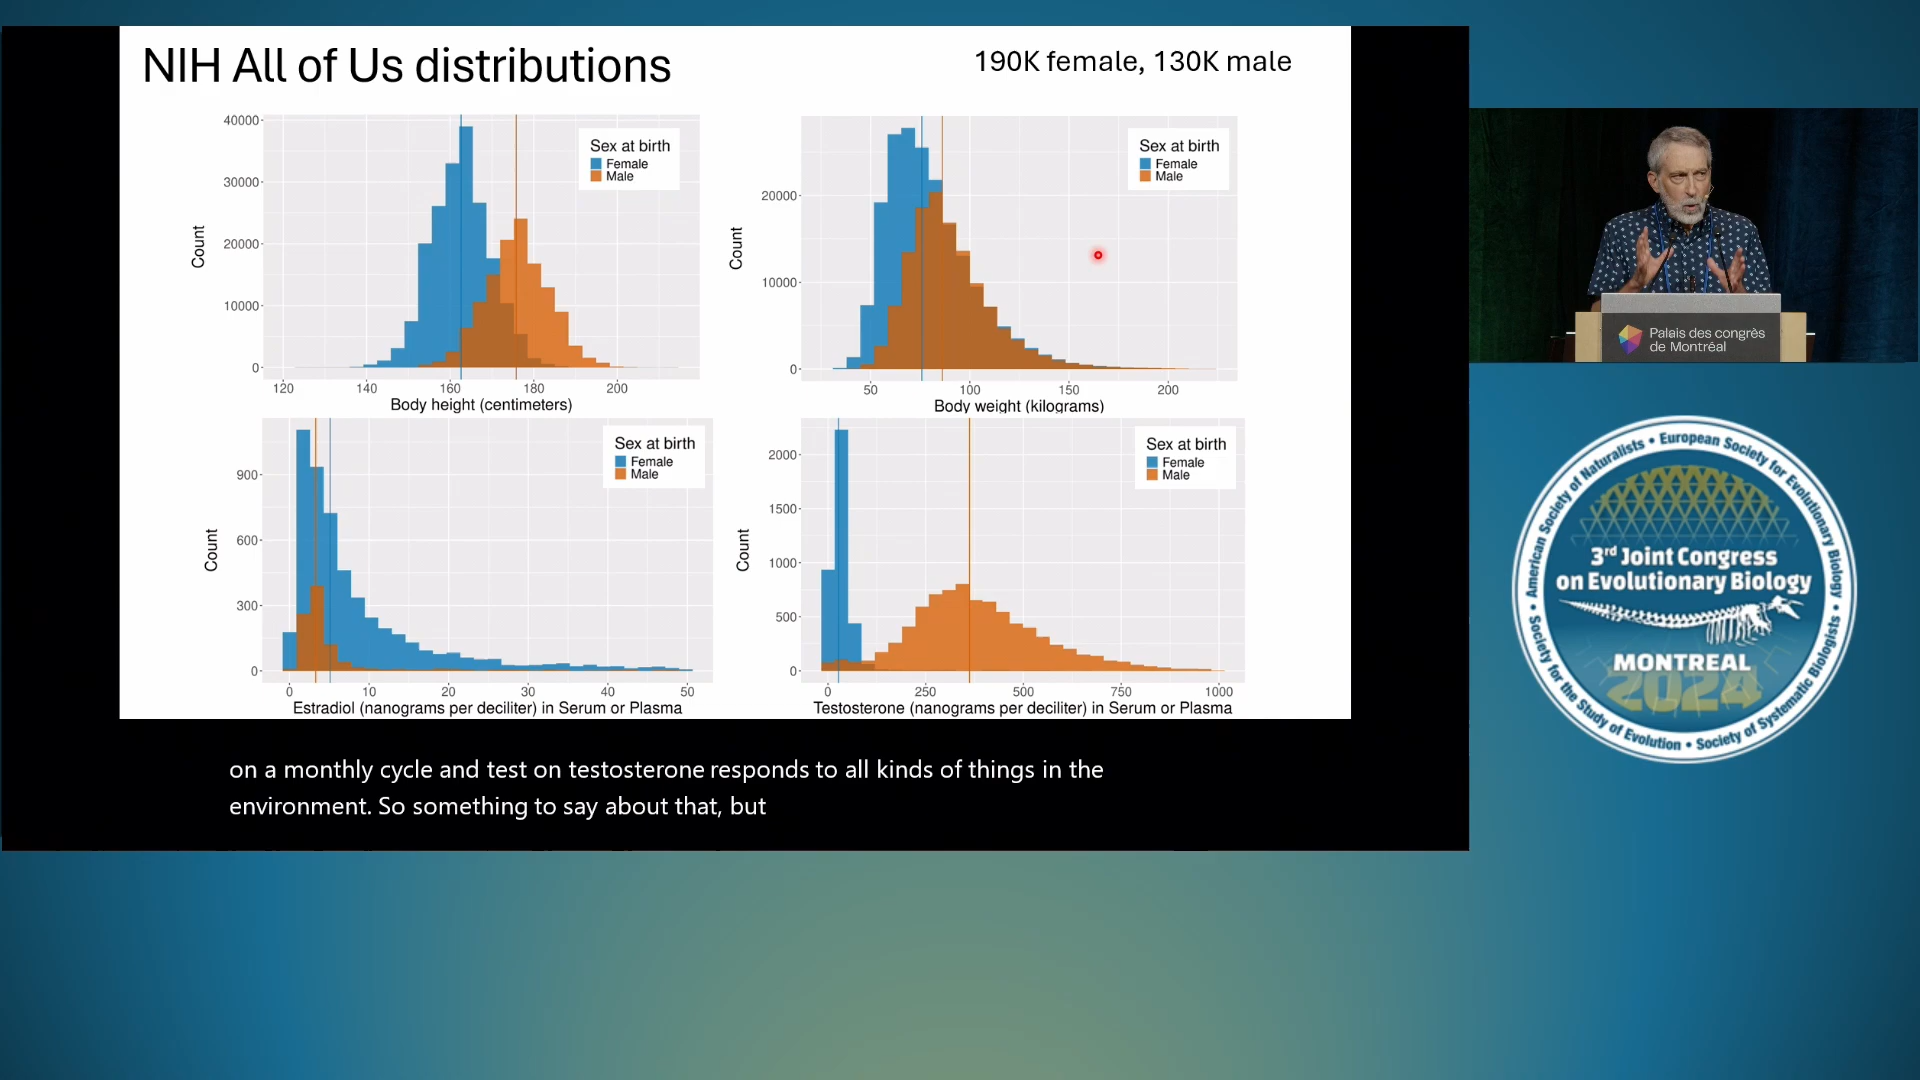 NIH All of Us distributions
190K female, 130K male
40000
30000
20000
10000
0
Count
120
140
160
180
200
Body height (centimeters)
Sex at birth
Female
Male
20000
10000
0
Count
50
100
150
200
Body weight (kilograms)
Sex at birth
Female
Male
900
600
300
0
Count
0
10
20
30
40
50
Estradiol (nanograms per deciliter) in Serum or Plasma
Sex at birth
Female
Male
2000
1500
1000
500
0
Count
0
250
500
750
1000
Testosterone (nanograms per deciliter) in Serum or Plasma
Sex at birth
Female
Male
on a monthly cycle and test on testosterone responds to all kinds of things in the
environment. So something to say about that, but
Palais des congrès
de Montréal
American Society of Naturalists • European Society for Evolutionary Biology •
Society for the Study of Evolution • Society of Systematic Biologists •
3rd Joint Congress
on Evolutionary Biology
MONTREAL
2024